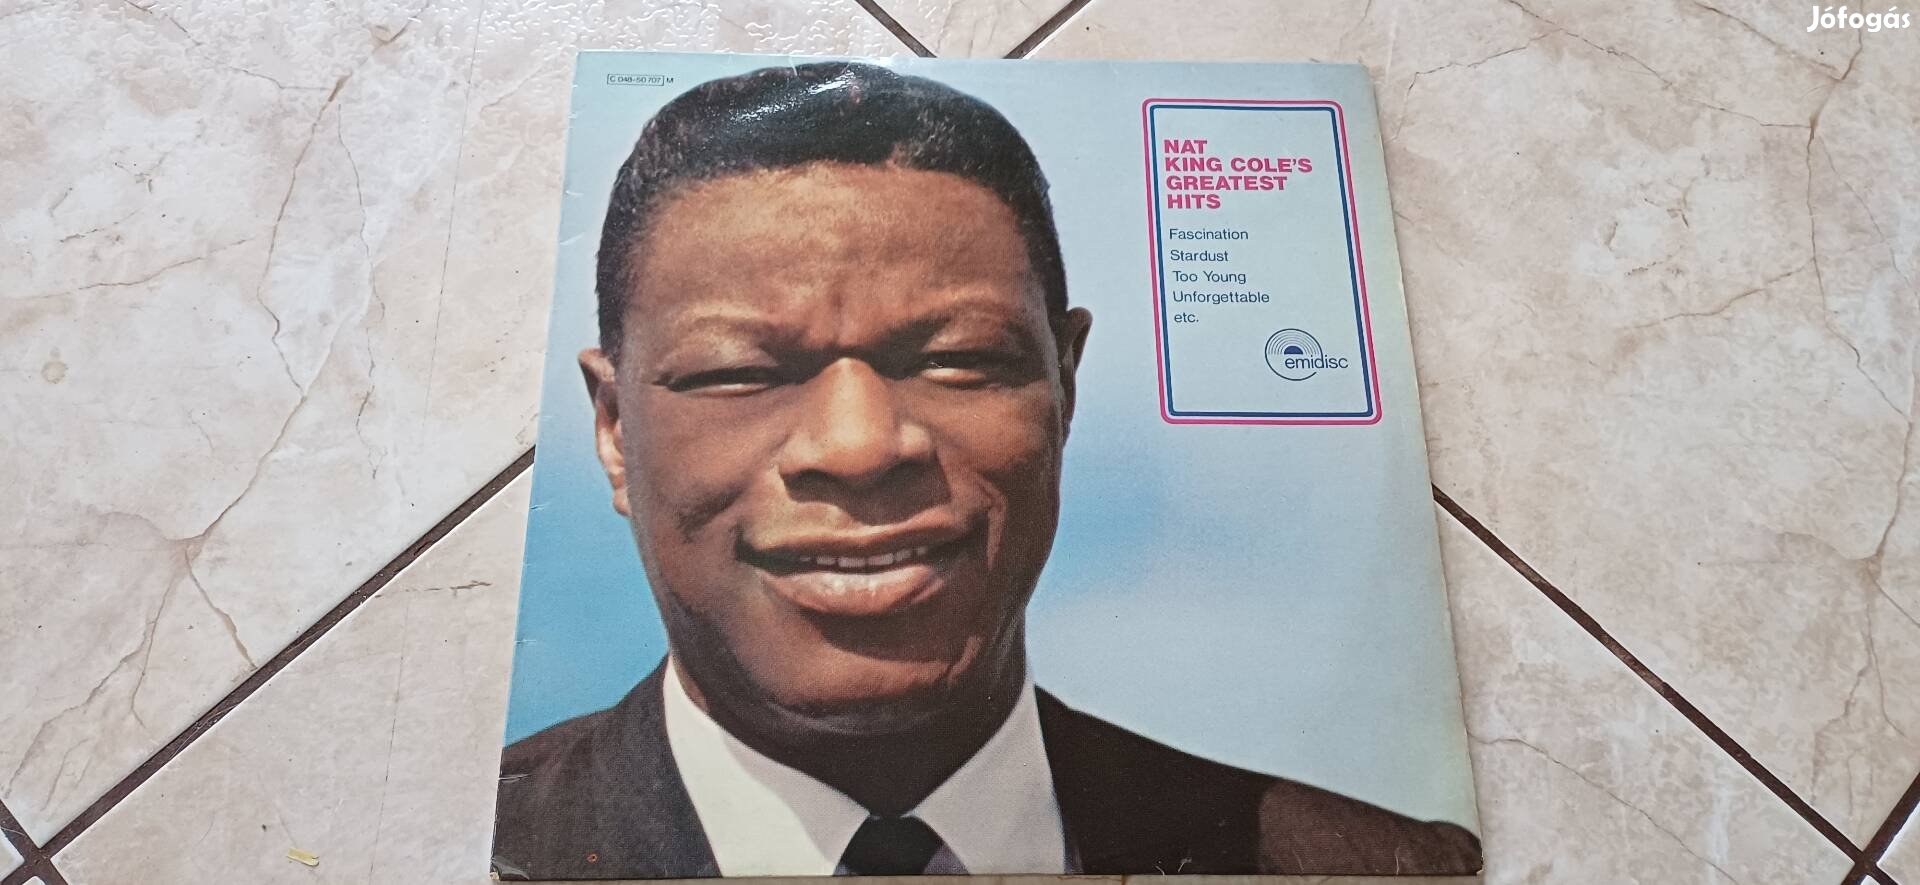 Jófogás
C 048-50 707 M
NAT
KING COLE'S
GREATEST
HITS
Fascination
Stardust
Too Young
Unforgettable
etc.
emidisc